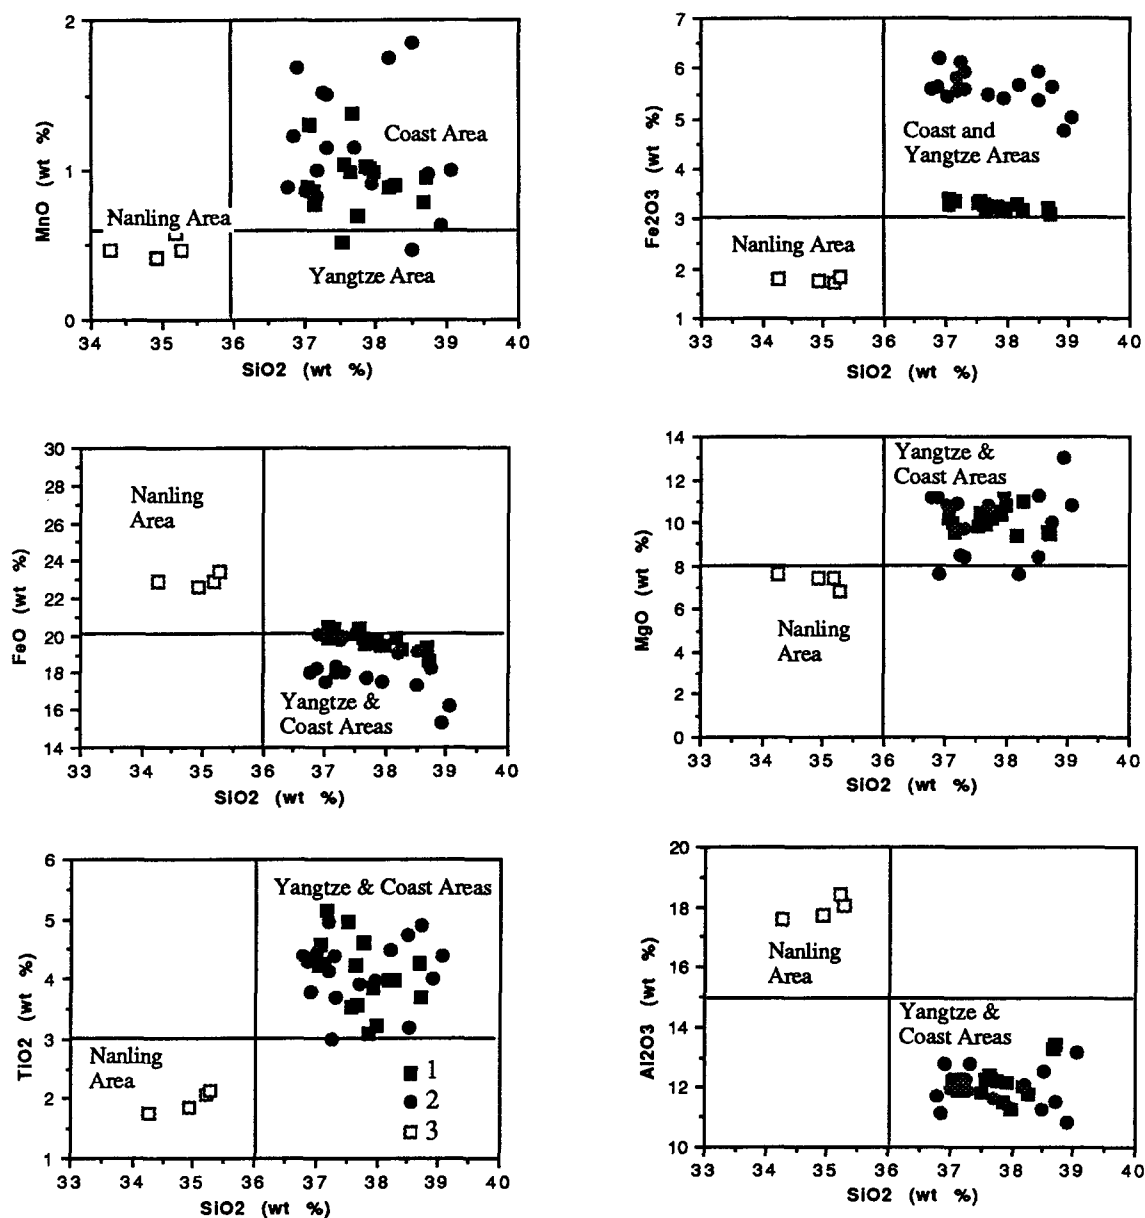 2
1
0
MnO (wt %)
Coast Area
Nanling Area
Yangtze Area
34 35 36 37 38 39 40
SiO2 (wt %)
7
6
5
4
3
2
1
Fe2O3 (wt %)
Coast and
Yangtze Areas
Nanling Area
33 34 35 36 37 38 39 40
SiO2 (wt %)
30
28
26
24
22
20
18
16
14
FeO (wt %)
Nanling
Area
Yangtze &
Coast Areas
33 34 35 36 37 38 39 40
SiO2 (wt %)
14
12
10
8
6
4
2
0
MgO (wt %)
Yangtze &
Coast Areas
Nanling
Area
33 34 35 36 37 38 39 40
SiO2 (wt %)
6
5
4
3
2
1
TiO2 (wt %)
Yangtze & Coast Areas
Nanling
Area
1
2
3
33 34 35 36 37 38 39 40
SiO2 (wt %)
20
18
16
14
12
10
Al2O3 (wt %)
Nanling
Area
Yangtze &
Coast Areas
33 34 35 36 37 38 39 40
SiO2 (wt %)